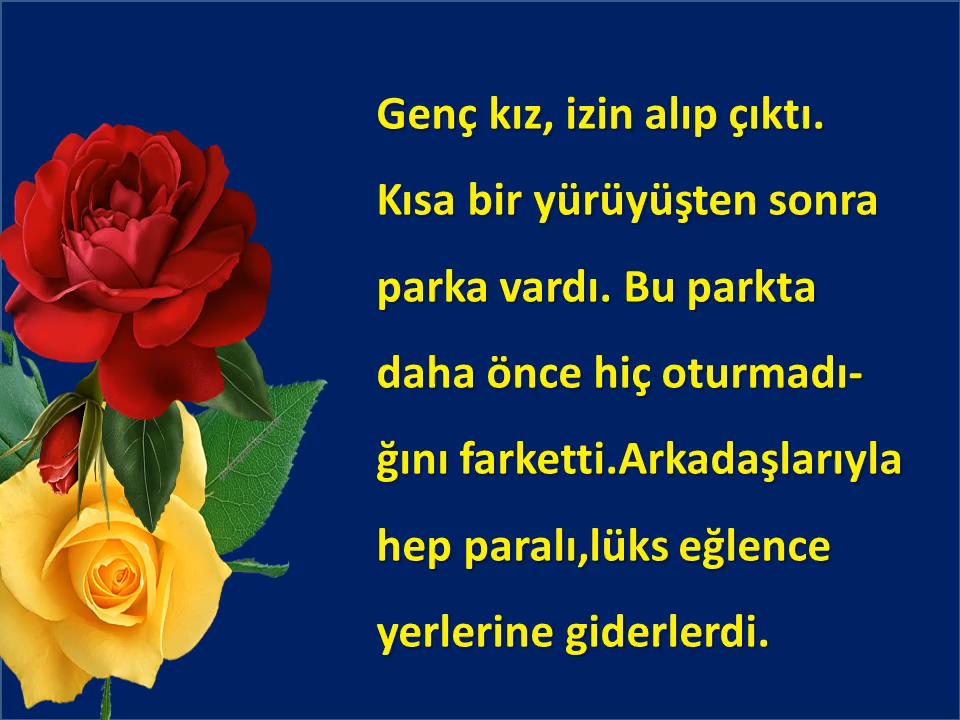 Genç kız, izin alıp çıktı.
Kısa bir yürüyüşten sonra
parka vardı. Bu parkta
daha önce hiç oturmadı-
ğını farketti.Arkadaşlarıyla
hep paralı,lüks eğlence
yerlerine giderlerdi.